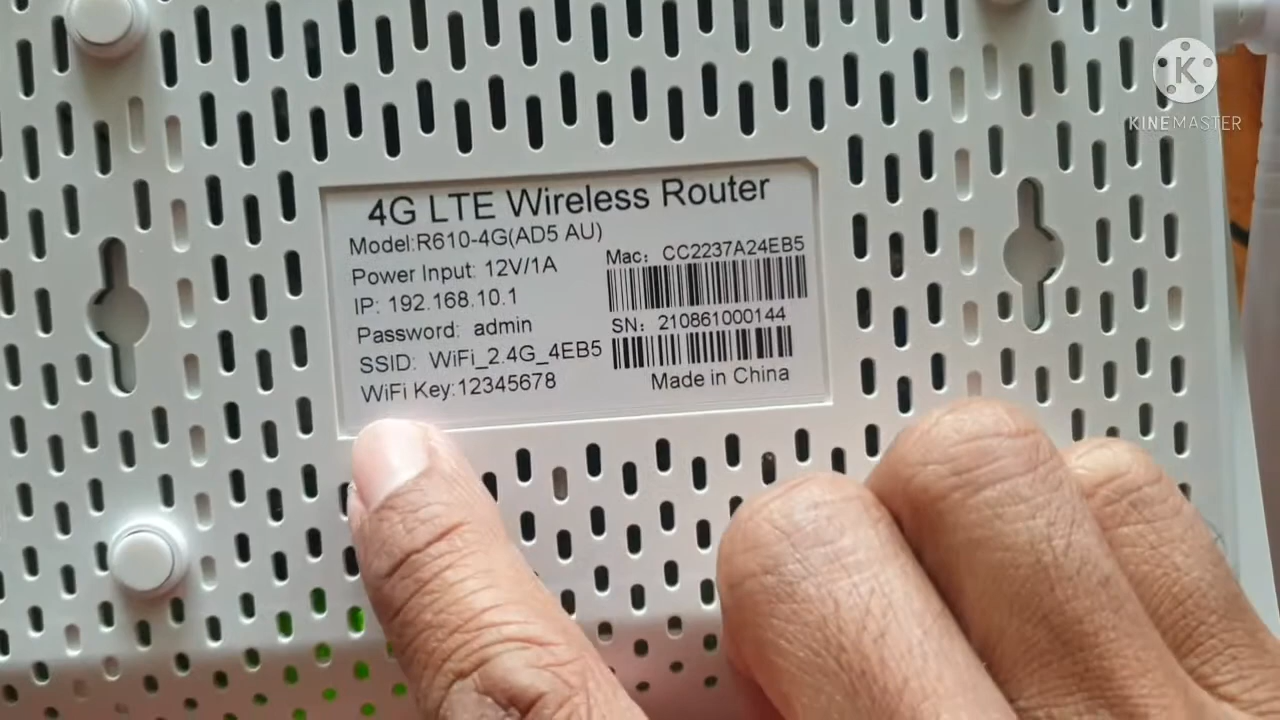 4G LTE Wireless Router
Model:R610-4G(AD5 AU)
Power Input: 12V/1A
IP: 192.168.10.1
Password: admin
SSID: WiFi_2.4G_4EB5
WiFi Key:12345678
Mac: CC2237A24EB5
SN: 210861000144
Made in China
K
KINEMASTER